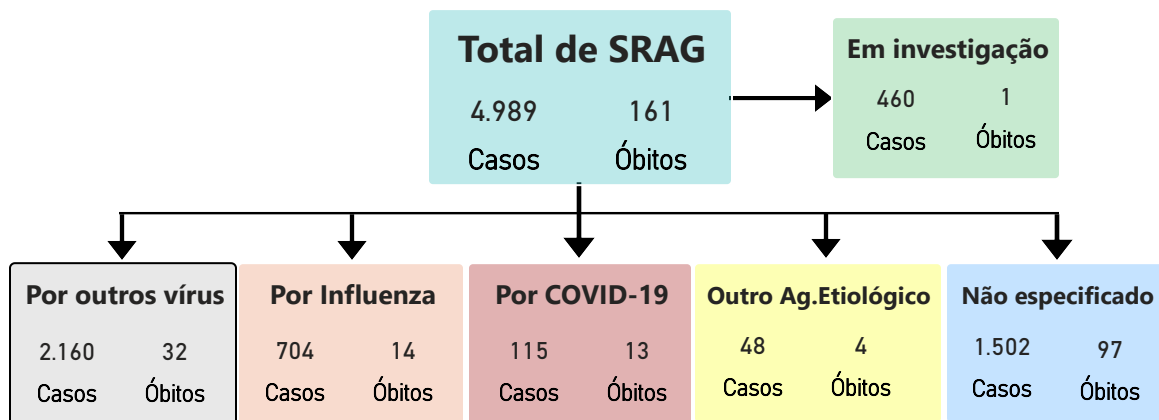 Total de SRAG
4.989 161
Casos Óbitos
Em investigação
460 1
Casos Óbitos
Por outros vírus
2.160 32
Casos Óbitos
Por Influenza
704 14
Casos Óbitos
Por COVID-19
115 13
Casos Óbitos
Outro Ag.Etiológico
48 4
Casos Óbitos
Não especificado
1.502 97
Casos Óbitos